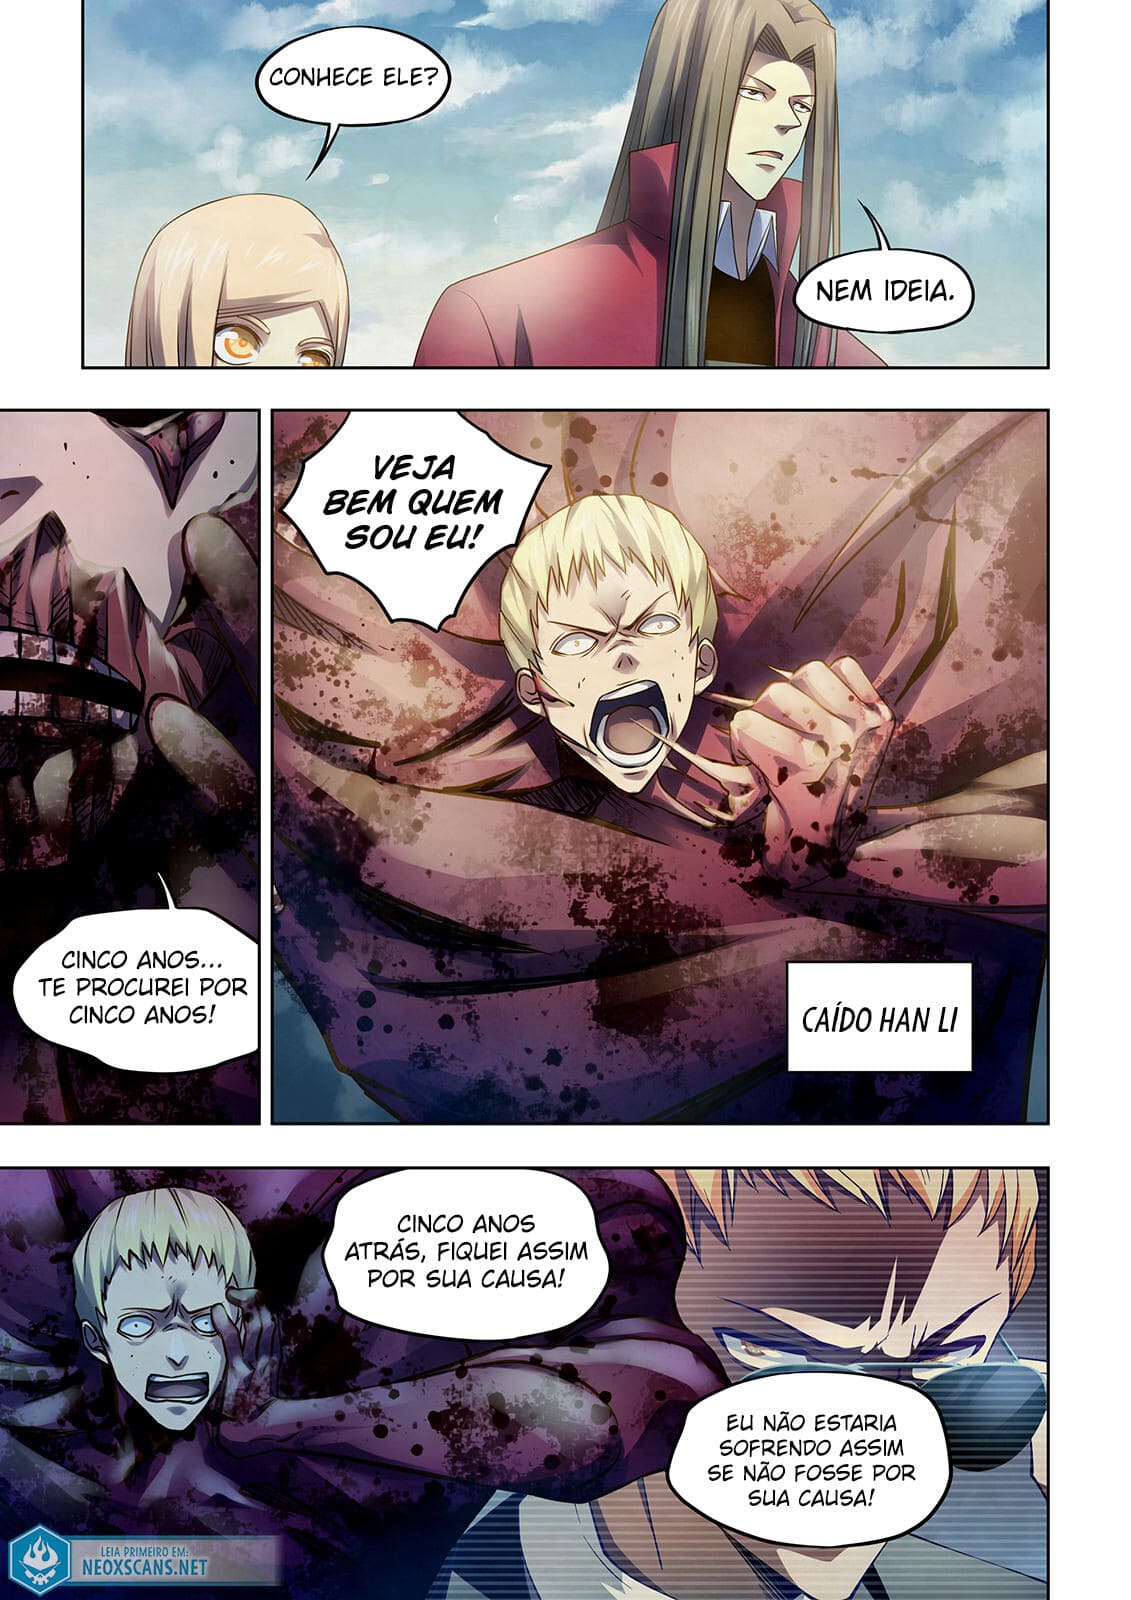 CONHECE ELE?
NEM IDEIA.
VEJA
BEM QUEM
SOU EU!
CAÍDO HAN LI
CINCO ANOS...
TE PROCUREI POR
CINCO ANOS!
CINCO ANOS
ATRÁS, FIQUEI ASSIM
POR SUA CAUSA!
EU NÃO ESTARIA
SOFRENDO ASSIM
SE NÃO FOSSE POR
SUA CAUSA!
LEIA PRIMEIRO EM:
NEOXSCANS.NET